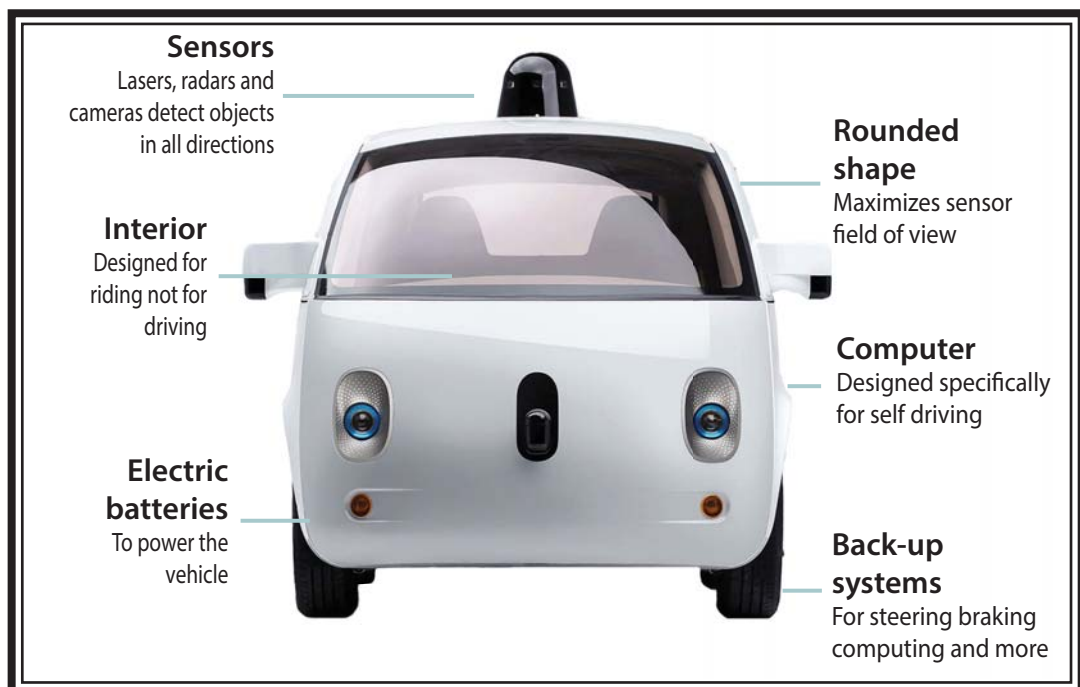 Sensors
Lasers, radars and
cameras detect objects
in all directions
Interior
Designed for
riding not for
driving
Electric
batteries
To power the
vehicle
Rounded
shape
Maximizes sensor
field of view
Computer
Designed specifically
for self driving
Back-up
systems
For steering braking
computing and more